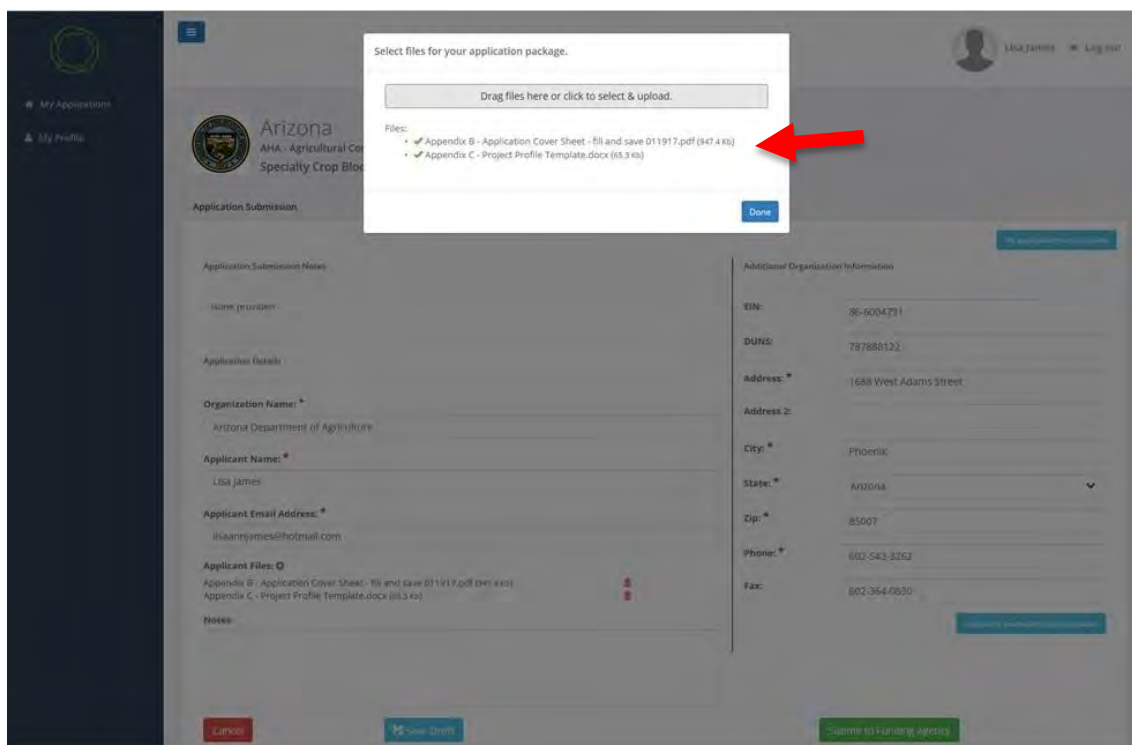 Lisa James Log out
My Applications
My Profile
Select files for your application package.
Drag files here or click to select & upload.
Files:
Appendix B - Application Cover Sheet - fill and save 011917.pdf (947.4 Kb)
Appendix C - Project Profile Template.docx (65.3 Kb)
Done
Arizona
AHA - Agricultural
Specialty Crop
Application Submission
Application Submission Notes
None provided
Application Details
Organization Name: *
Arizona Department of Agriculture
Applicant Name: *
Lisa James
Applicant Email Address: *
lisaannjames@hotmail.com
Applicant Files:
Appendix B - Application Cover Sheet - fill and save 011917.pdf (947.4 Kb)
Appendix C - Project Profile Template.docx (65.3 Kb)
Notes
Additional Organization Information
EIN:
86-6004791
DUNS:
787888122
Address: *
1688 West Adams Street
Address 2:
City: *
Phoenix
State: *
Arizona
Zip: *
85007
Phone: *
602-542-3262
Fax:
602-364-0830
Cancel
Save Draft
Submit to Funding Agency